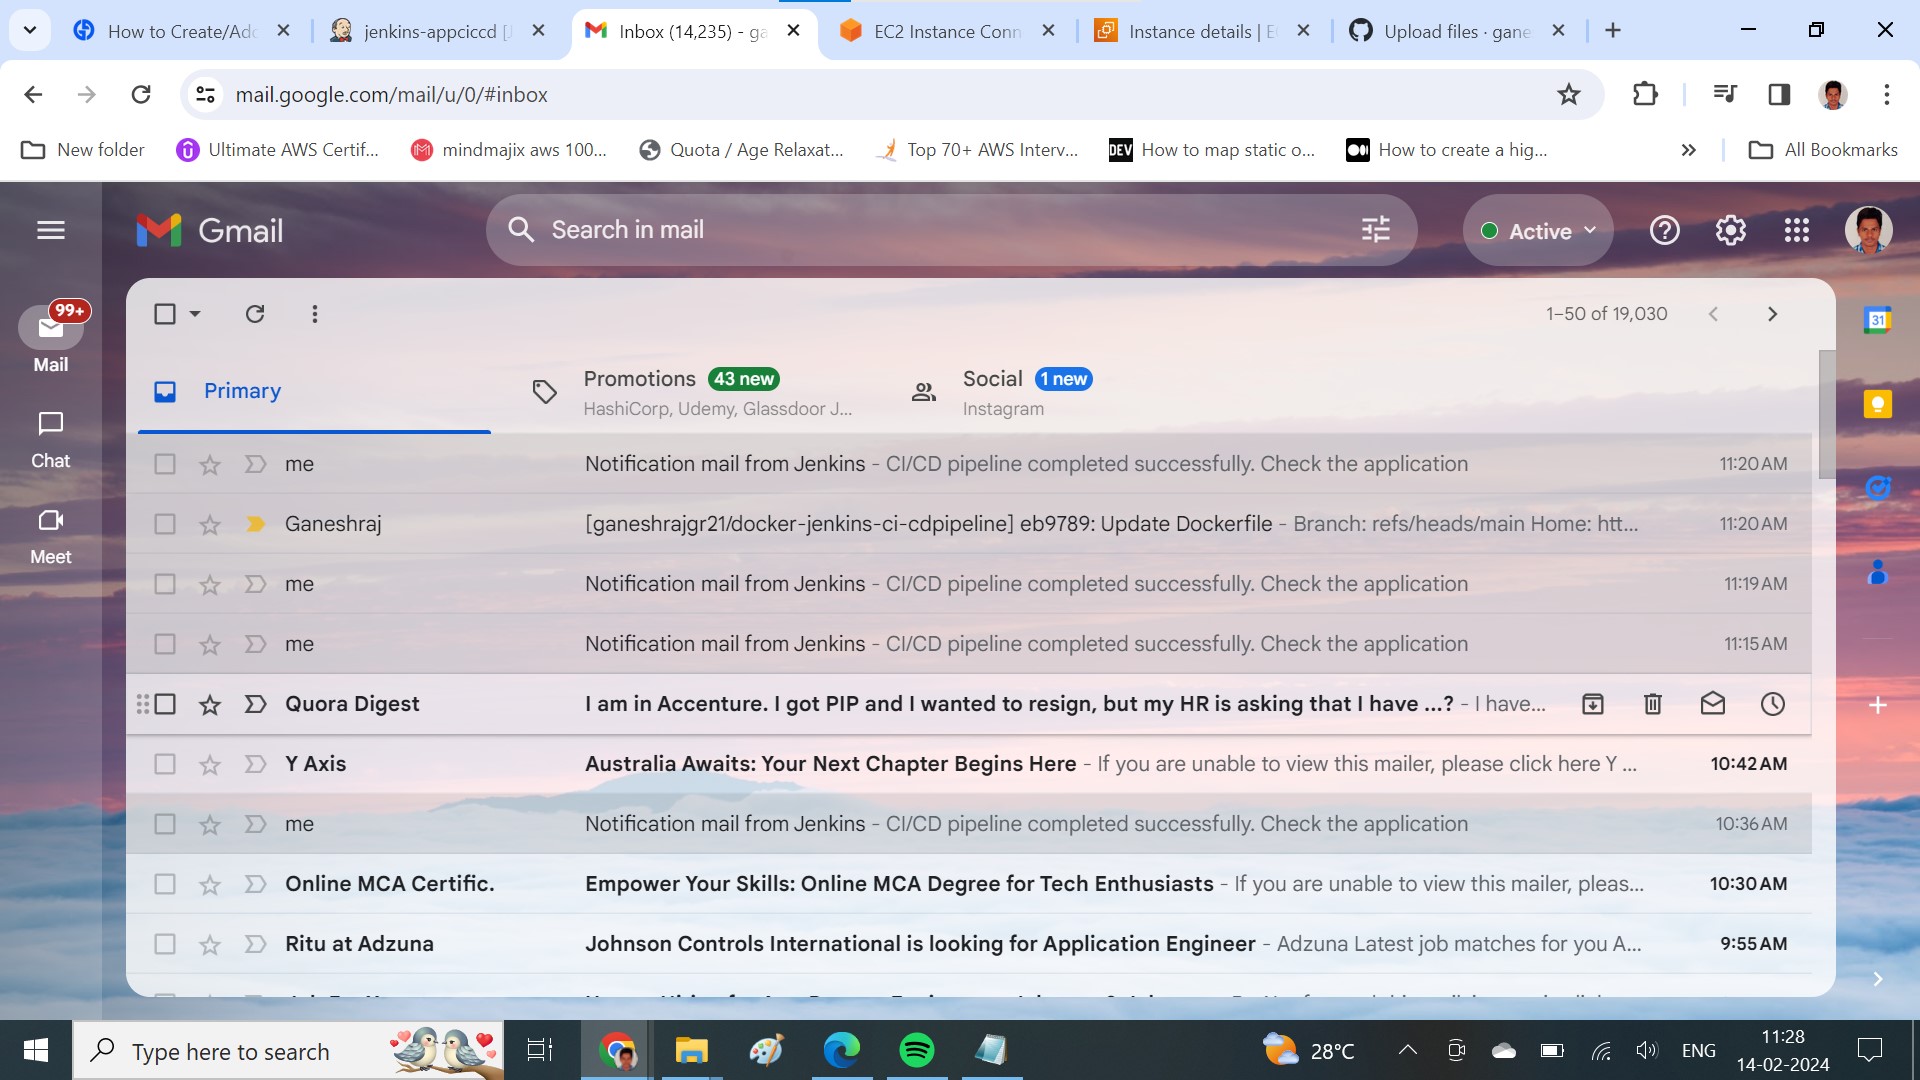 How to Create/Ad
jenkins-appciccd [
Inbox (14,235) - ga
EC2 Instance Conn
Instance details | E
Upload files · gane
mail.google.com/mail/u/0/#inbox
New folder
Ultimate AWS Certif...
mindmajix aws 100...
Quota / Age Relaxat...
Top 70+ AWS Interv...
DEV
How to map static o...
How to create a hig...
All Bookmarks
Gmail
Search in mail
Active
99+
Mail
Chat
Meet
1–50 of 19,030
31
Primary
Promotions 43 new
HashiCorp, Udemy, Glassdoor J...
Social 1 new
Instagram
me Notification mail from Jenkins - CI/CD pipeline completed successfully. Check the application 11:20 AM
Ganeshraj [ganeshrajgr21/docker-jenkins-ci-cdpipeline] eb9789: Update Dockerfile - Branch: refs/heads/main Home: htt... 11:20 AM
me Notification mail from Jenkins - CI/CD pipeline completed successfully. Check the application 11:19 AM
me Notification mail from Jenkins - CI/CD pipeline completed successfully. Check the application 11:15 AM
Quora Digest I am in Accenture. I got PIP and I wanted to resign, but my HR is asking that I have ...? - I have...
Y Axis Australia Awaits: Your Next Chapter Begins Here - If you are unable to view this mailer, please click here Y ... 10:42 AM
me Notification mail from Jenkins - CI/CD pipeline completed successfully. Check the application 10:36 AM
Online MCA Certific. Empower Your Skills: Online MCA Degree for Tech Enthusiasts - If you are unable to view this mailer, pleas... 10:30 AM
Ritu at Adzuna Johnson Controls International is looking for Application Engineer - Adzuna Latest job matches for you A... 9:55 AM
Type here to search
28°C
ENG
11:28
14-02-2024